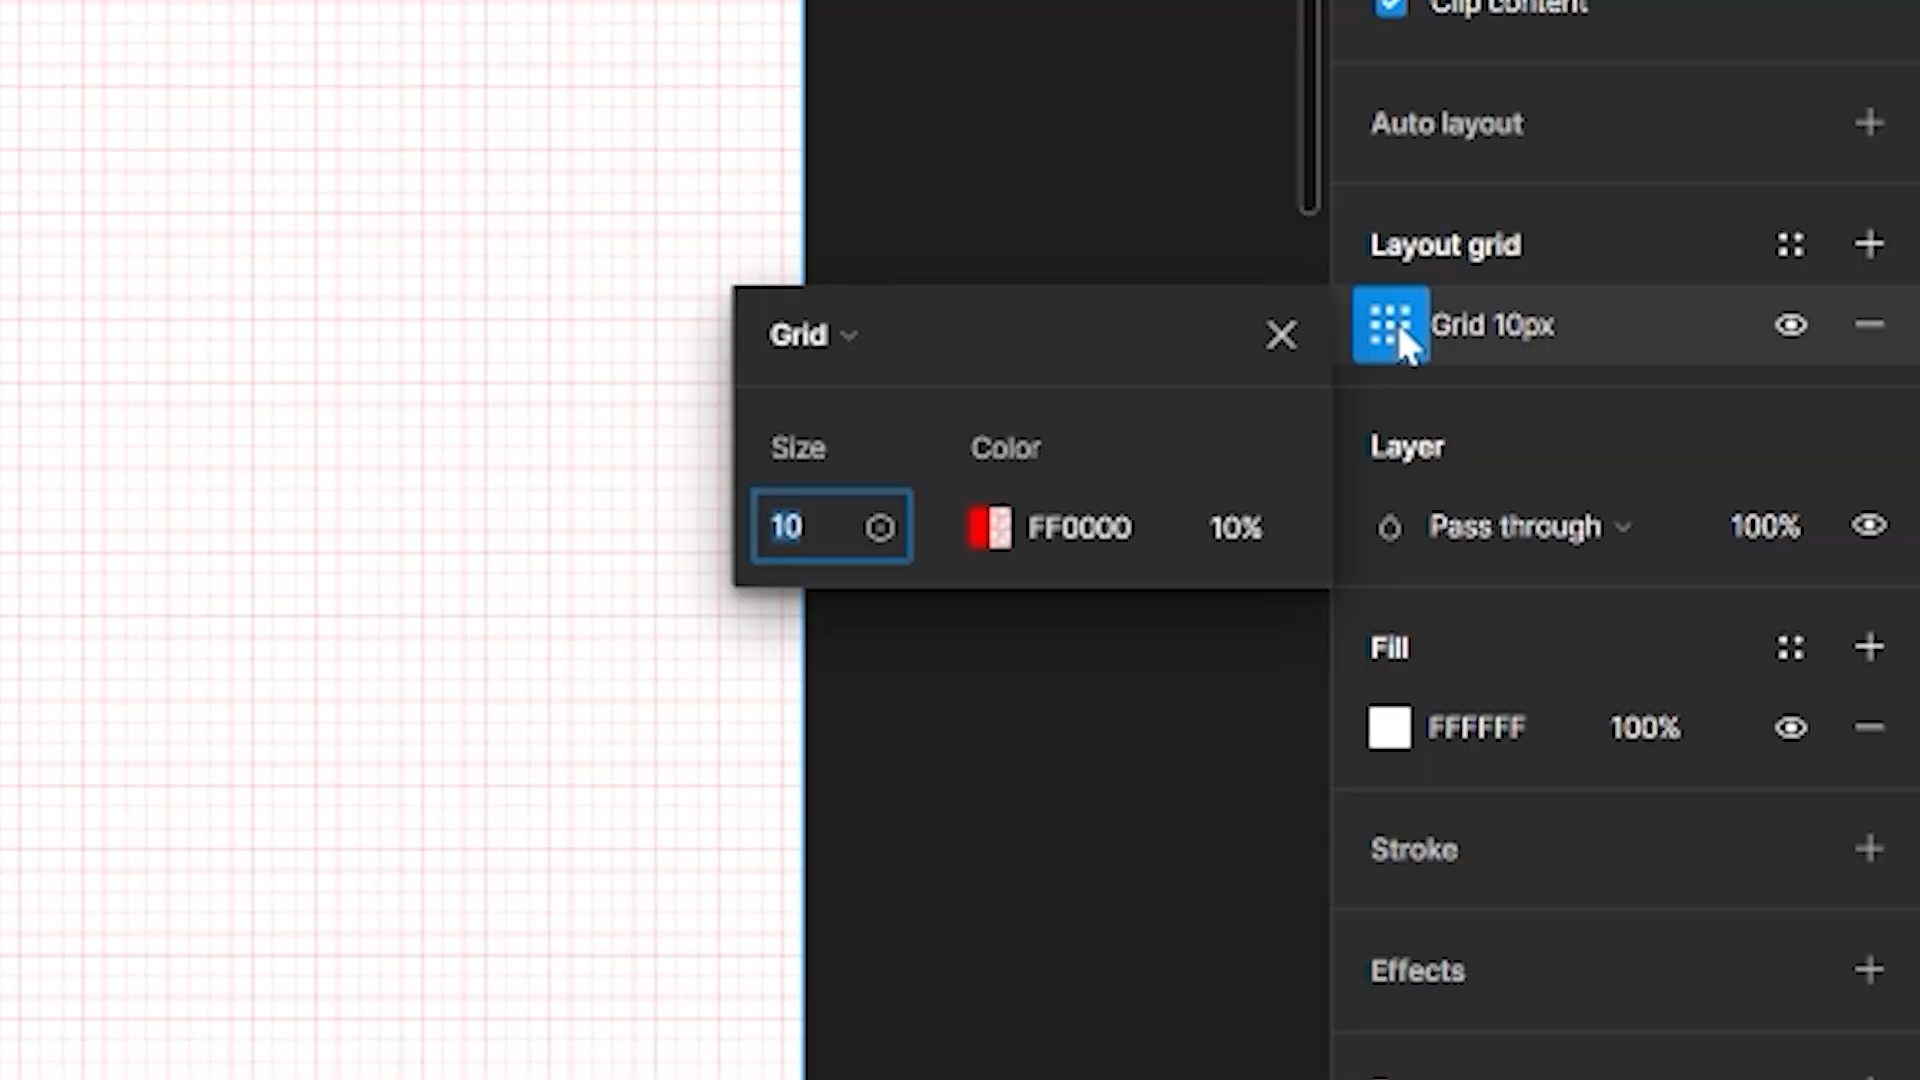 Clip content
Auto layout
Layout grid
Grid
Grid 10px
Size
Color
10
FF0000
10%
Layer
Pass through
100%
Fill
FFFFFF
100%
Stroke
Effects